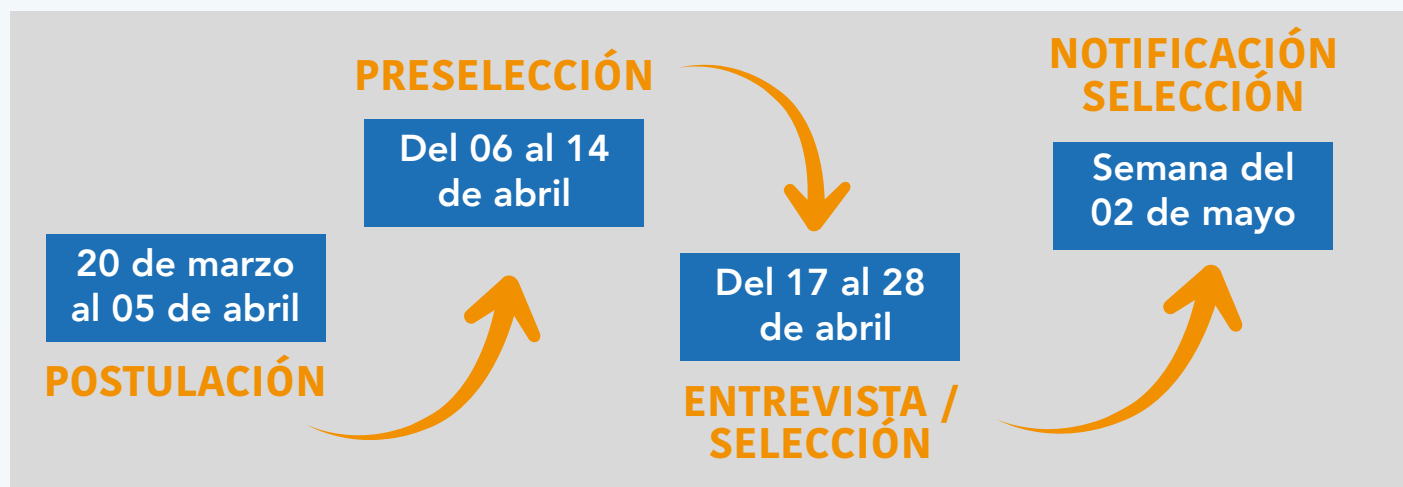 20 de marzo
al 05 de abril
POSTULACIÓN
PRESELECCIÓN
Del 06 al 14
de abril
Del 17 al 28
de abril
ENTREVISTA /
SELECCIÓN
NOTIFICACIÓN
SELECCIÓN
Semana del
02 de mayo